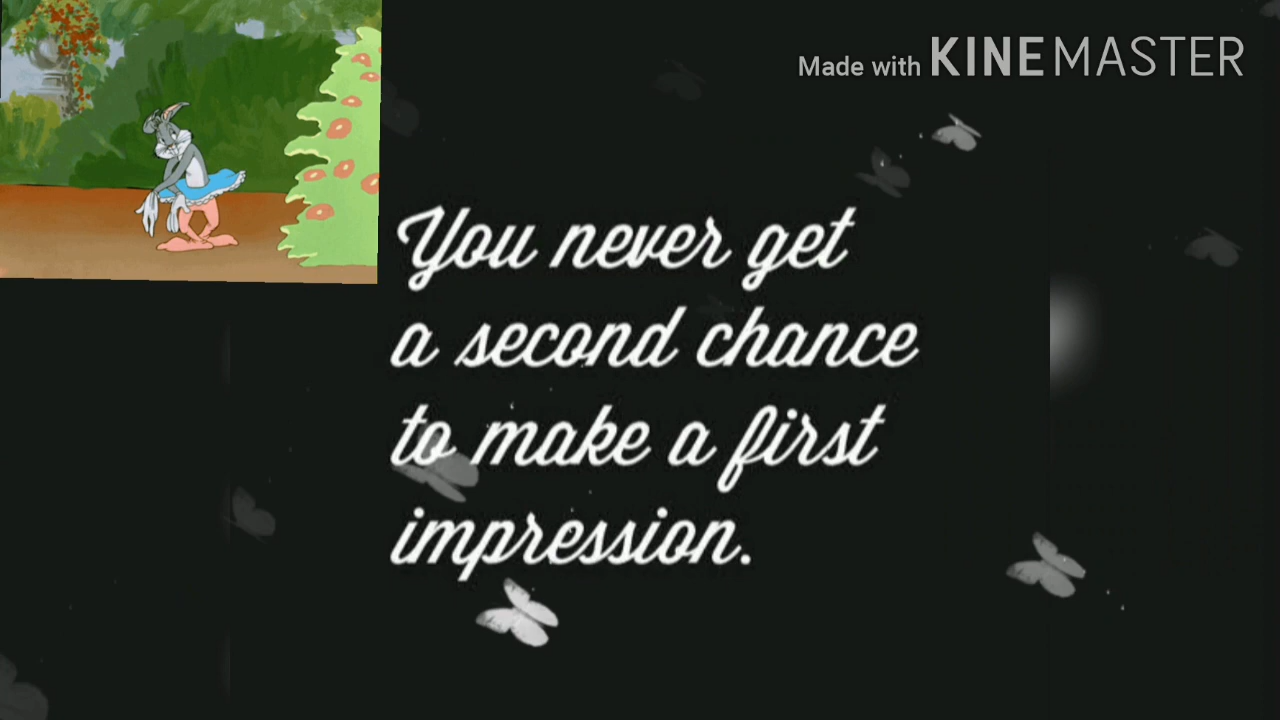 Made with KINEMASTER
You never get
a second chance
to make a first
impression.